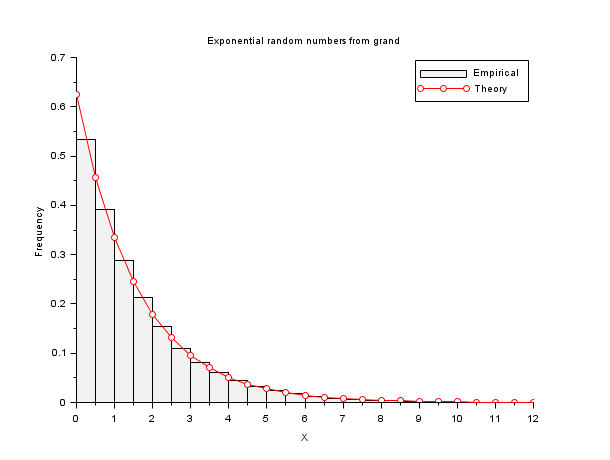 Exponential random numbers from grand
0.7
0.6
0.5
0.4
0.3
0.2
0.1
0
Frequency
Empirical
Theory
0 1 2 3 4 5 6 7 8 9 10 11 12
X